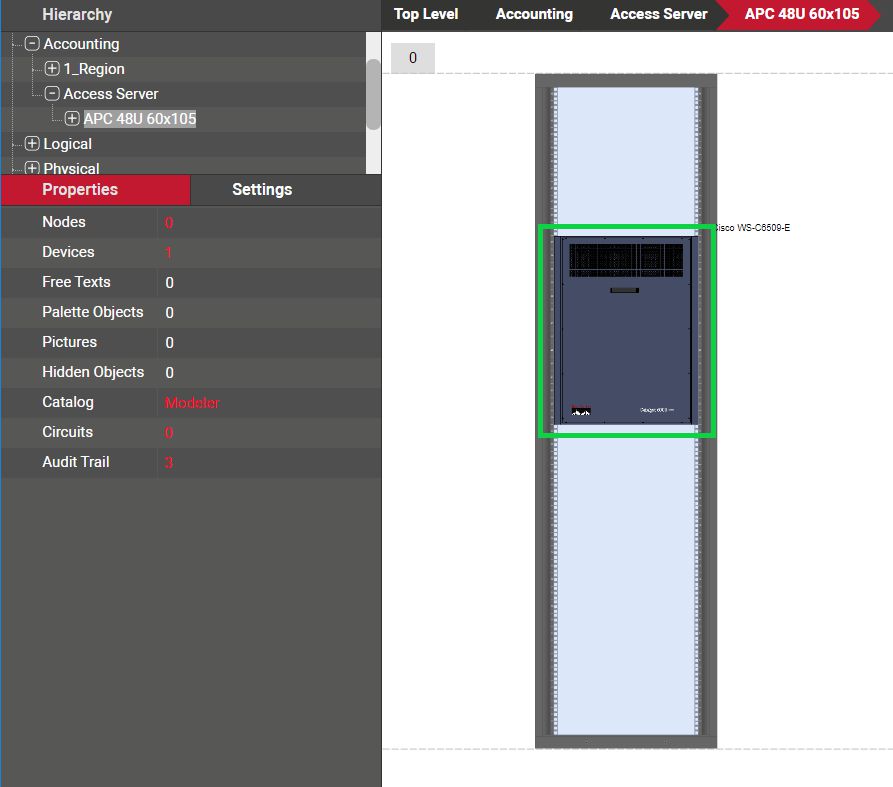 Hierarchy
Top Level Accounting Access Server APC 48U 60x105
Accounting
1_Region
Access Server
APC 48U 60x105
Logical
Physical
Properties Settings
Nodes 0
Devices 1
Free Texts 0
Palette Objects 0
Pictures 0
Hidden Objects 0
Catalog Modeler
Circuits 0
Audit Trail 3
0
Cisco WS-C6509-E
Catalyst 6000